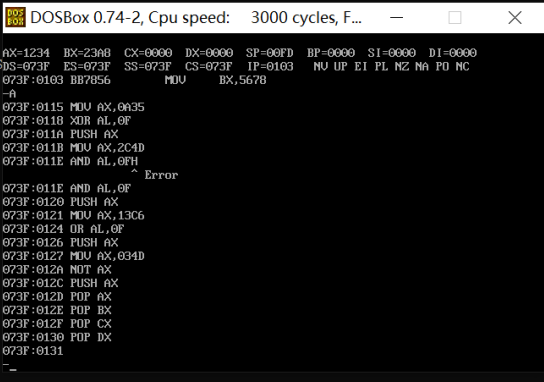 DOS BOX
DOSBox 0.74-2, Cpu speed: 3000 cycles, F...
AX=1234 BX=23A8 CX=0000 DX=0000 SP=00FD BP=0000 SI=0000 DI=0000
DS=073F ES=073F SS=073F CS=073F IP=0103 NV UP EI PL NZ NA PO NC
073F:0103 BB7856 MOV BX,5678
-A
073F:0115 MOV AX,0A35
073F:0118 XOR AL,0F
073F:011A PUSH AX
073F:011B MOV AX,2C4D
073F:011E AND AL,0FH
^ Error
073F:011E AND AL,0F
073F:0120 PUSH AX
073F:0121 MOV AX,13C6
073F:0124 OR AL,0F
073F:0126 PUSH AX
073F:0127 MOV AX,034D
073F:012A NOT AX
073F:012C PUSH AX
073F:012D POP AX
073F:012E POP BX
073F:012F POP CX
073F:0130 POP DX
073F:0131
-_